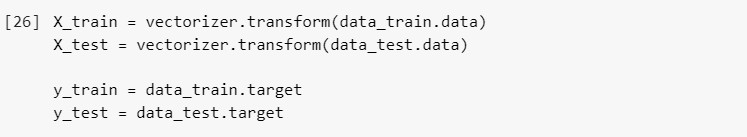 [26] X_train = vectorizer.transform(data_train.data)
X_test = vectorizer.transform(data_test.data)
y_train = data_train.target
y_test = data_test.target